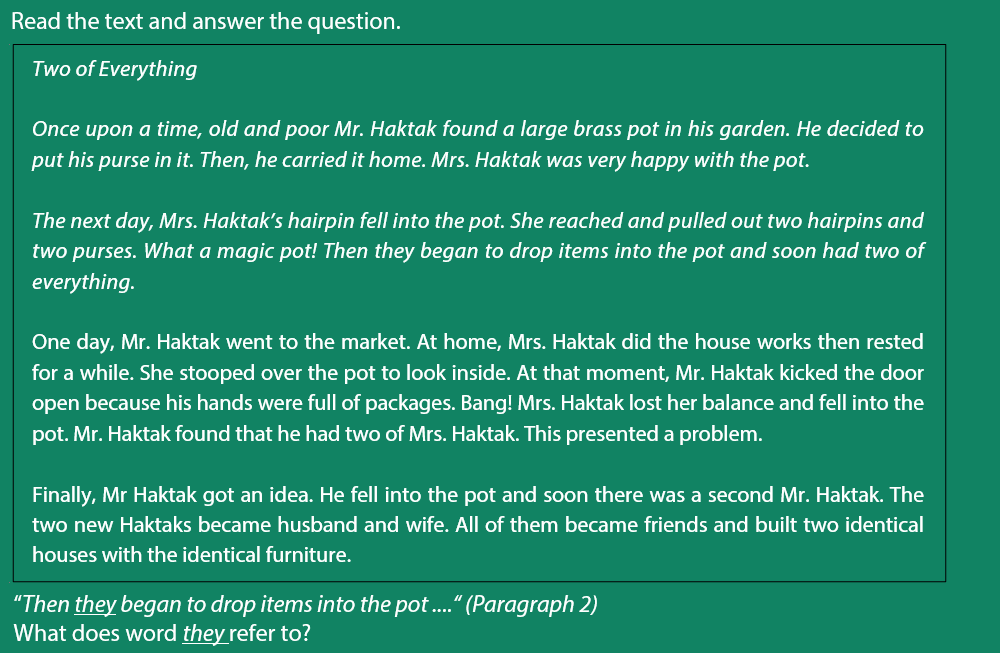 Read the text and answer the question.
Two of Everything
Once upon a time, old and poor Mr. Haktak found a large brass pot in his garden. He decided to
put his purse in it. Then, he carried it home. Mrs. Haktak was very happy with the pot.
The next day, Mrs. Haktak’s hairpin fell into the pot. She reached and pulled out two hairpins and
two purses. What a magic pot! Then they began to drop items into the pot and soon had two of
everything.
One day, Mr. Haktak went to the market. At home, Mrs. Haktak did the house works then rested
for a while. She stooped over the pot to look inside. At that moment, Mr. Haktak kicked the door
open because his hands were full of packages. Bang! Mrs. Haktak lost her balance and fell into the
pot. Mr. Haktak found that he had two of Mrs. Haktak. This presented a problem.
Finally, Mr Haktak got an idea. He fell into the pot and soon there was a second Mr. Haktak. The
two new Haktaks became husband and wife. All of them became friends and built two identical
houses with the identical furniture.
“Then they began to drop items into the pot ....“ (Paragraph 2)
What does word they refer to?